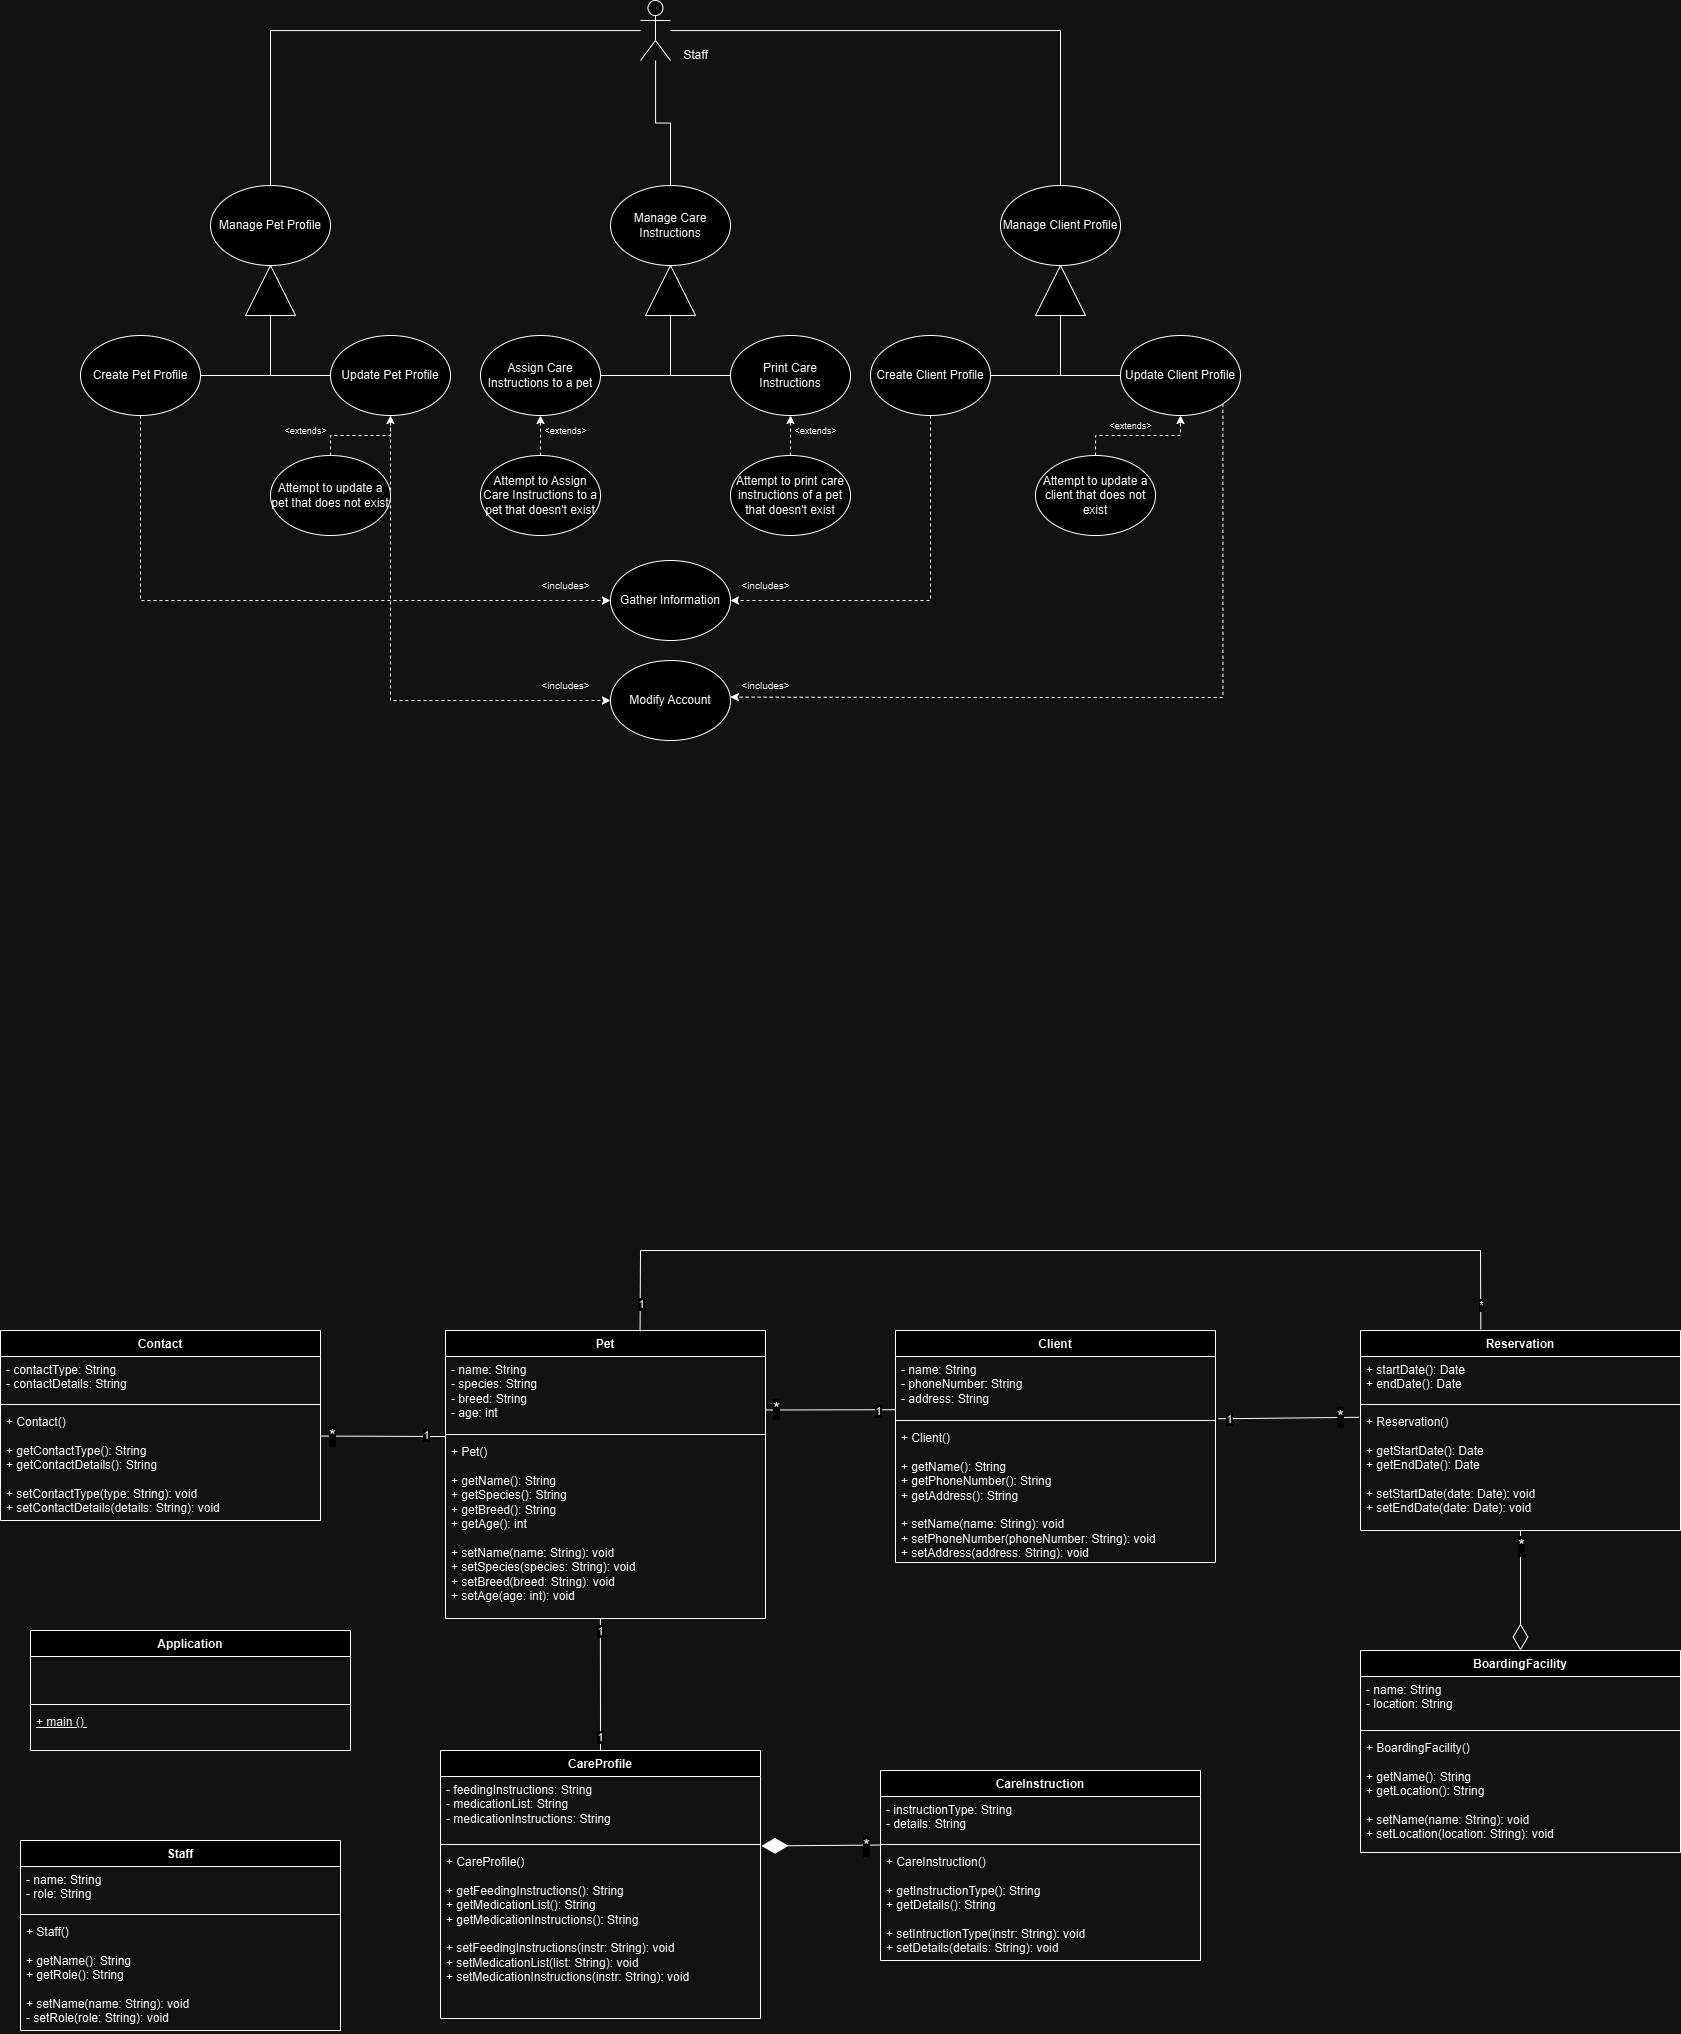 Staff
Manage Pet Profile
Manage Care
Instructions
Manage Client Profile
Create Pet Profile
Update Pet Profile
Assign Care
Instructions to a pet
Print Care
Instructions
Create Client Profile
Update Client Profile
<extends>
<extends>
<extends>
<extends>
Attempt to update a
pet that does not exist
Attempt to Assign
Care Instructions to a
pet that doesn't exist
Attempt to print care
instructions of a pet
that doesn't exist
Attempt to update a
client that does not
exist
<includes>
Gather Information
<includes>
<includes>
Modify Account
<includes>
1
*
Contact
- contactType: String
- contactDetails: String
+ Contact()
+ getContactType(): String
+ getContactDetails(): String
+ setContactType(type: String): void
+ setContactDetails(details: String): void
*
1
Pet
- name: String
- species: String
- breed: String
- age: int
+ Pet()
+ getName(): String
+ getSpecies(): String
+ getBreed(): String
+ getAge(): int
+ setName(name: String): void
+ setSpecies(species: String): void
+ setBreed(breed: String): void
+ setAge(age: int): void
*
1
Client
- name: String
- phoneNumber: String
- address: String
+ Client()
+ getName(): String
+ getPhoneNumber(): String
+ getAddress(): String
+ setName(name: String): void
+ setPhoneNumber(phoneNumber: String): void
+ setAddress(address: String): void
1
*
Reservation
+ startDate(): Date
+ endDate(): Date
+ Reservation()
+ getStartDate(): Date
+ getEndDate(): Date
+ setStartDate(date: Date): void
+ setEndDate(date: Date): void
*
1
1
Application
+ main ()
BoardingFacility
- name: String
- location: String
+ BoardingFacility()
+ getName(): String
+ getLocation(): String
+ setName(name: String): void
+ setLocation(location: String): void
CareProfile
- feedingInstructions: String
- medicationList: String
- medicationInstructions: String
+ CareProfile()
+ getFeedingInstructions(): String
+ getMedicationList(): String
+ getMedicationInstructions(): String
+ setFeedingInstructions(instr: String): void
+ setMedicationList(list: String): void
+ setMedicationInstructions(instr: String): void
*
CareInstruction
- instructionType: String
- details: String
+ CareInstruction()
+ getInstructionType(): String
+ getDetails(): String
+ setIntructionType(instr: String): void
+ setDetails(details: String): void
Staff
- name: String
- role: String
+ Staff()
+ getName(): String
+ getRole(): String
+ setName(name: String): void
- setRole(role: String): void